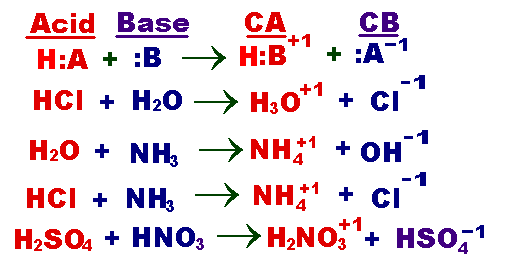 Acid Base CA CB
H:A + :B → H:B⁺¹ + :A⁻¹
HCl + H₂O → H₃O⁺¹ + Cl⁻¹
H₂O + NH₃ → NH₄⁺¹ + OH⁻¹
HCl + NH₃ → NH₄⁺¹ + Cl⁻¹
H₂SO₄ + HNO₃ → H₂NO₃⁺¹ + HSO₄⁻¹